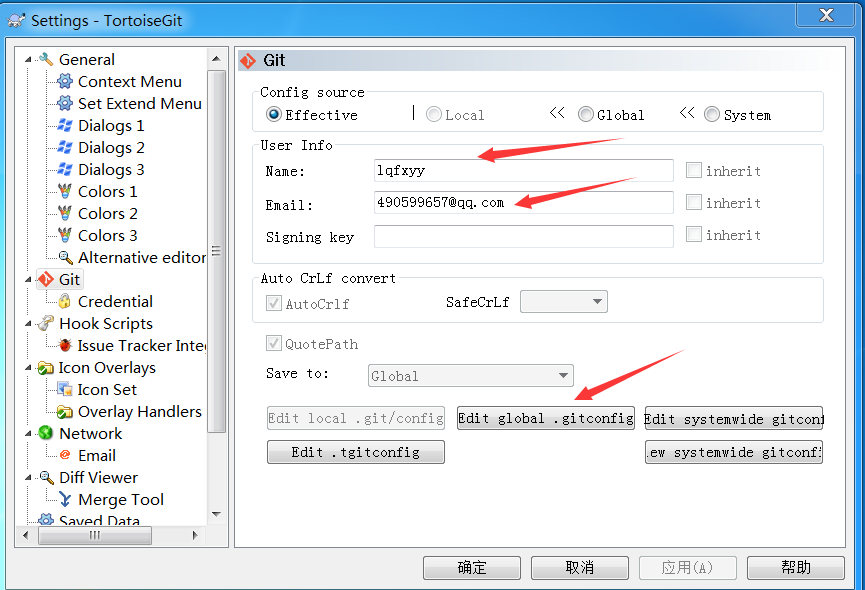 Settings - TortoiseGit
General
Context Menu
Set Extend Menu
Dialogs 1
Dialogs 2
Dialogs 3
Colors 1
Colors 2
Colors 3
Alternative editor
Git
Credential
Hook Scripts
Issue Tracker Inte
Icon Overlays
Icon Set
Overlay Handlers
Network
Email
Diff Viewer
Merge Tool
Saved Data
Git
Config source
Effective | Local << Global << System
User Info
Name: lqfxyy inherit
Email: 490599657@qq.com inherit
Signing key inherit
Auto CrLf convert
AutoCrlf SafeCrLf
QuotePath
Save to: Global
Edit local .git/config Edit global .gitconfig Edit systemwide gitconf
Edit .tgitconfig ew systemwide gitconf
确定 取消 应用(A) 帮助